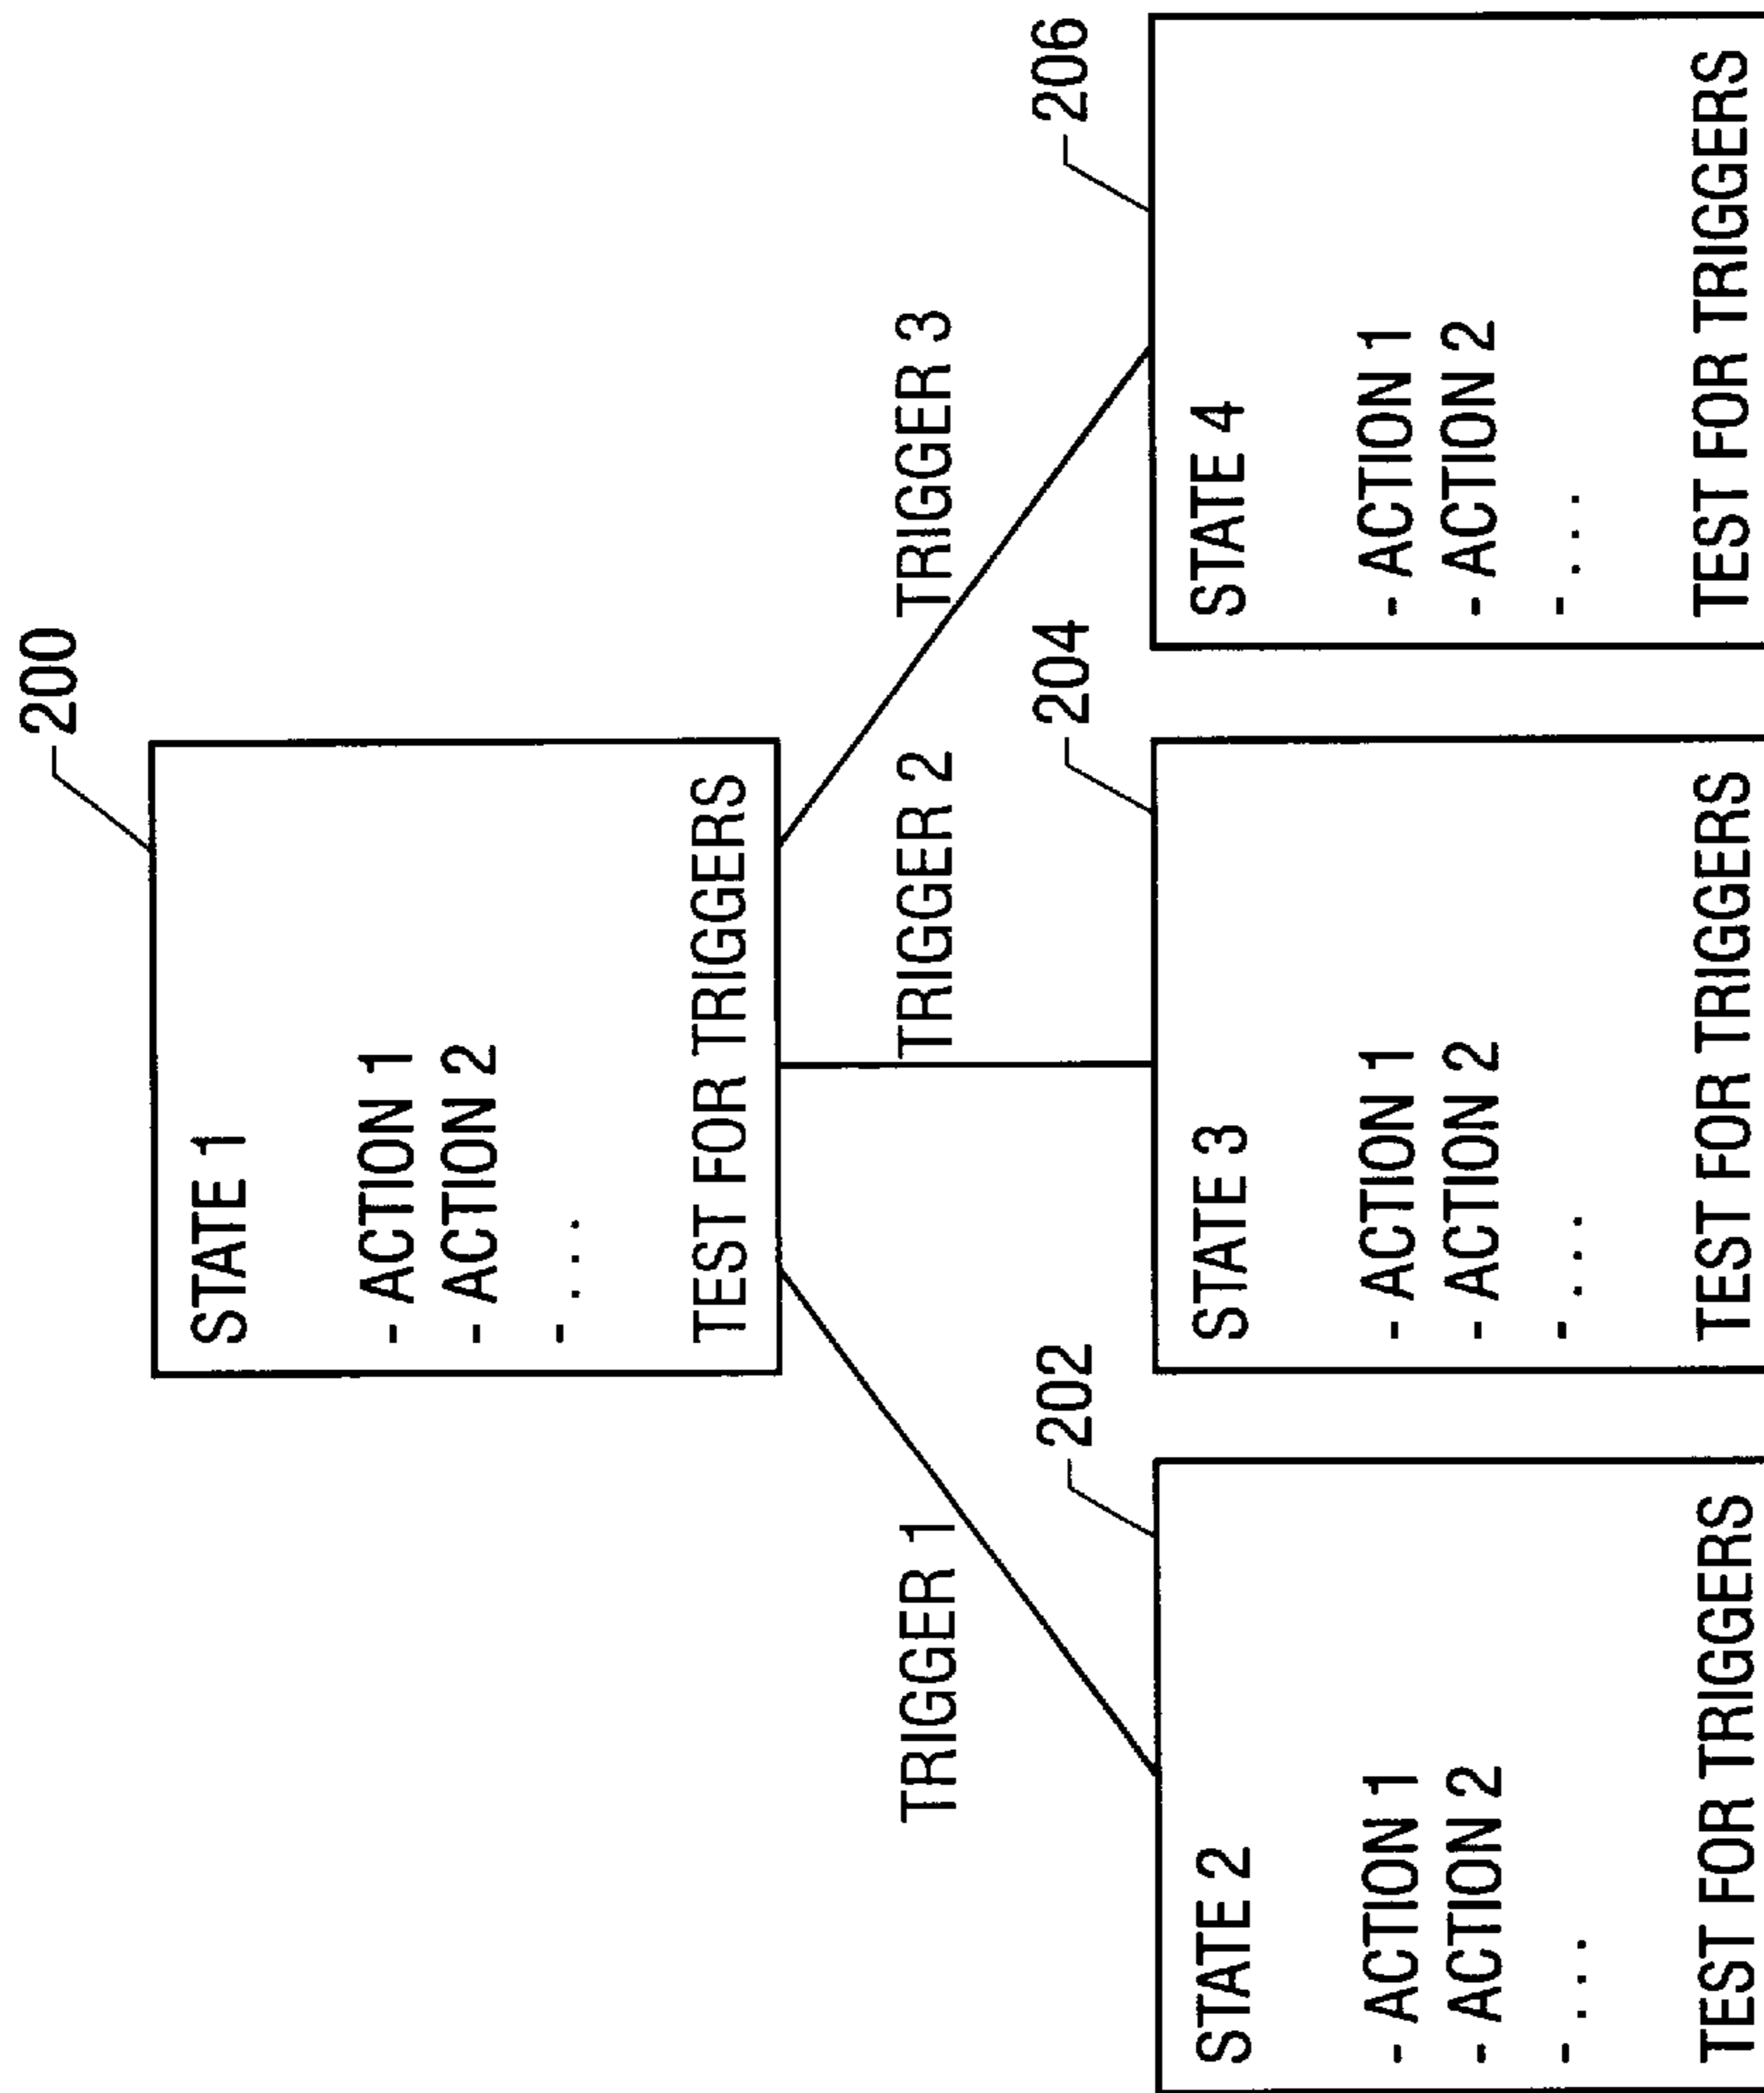 200
STATE 1
- ACTION 1
- ACTION 2
- ...
TEST FOR TRIGGERS
TRIGGER 1
TRIGGER 2
TRIGGER 3
202
STATE 2
- ACTION 1
- ACTION 2
- ...
TEST FOR TRIGGERS
204
STATE 3
- ACTION 1
- ACTION 2
- ...
TEST FOR TRIGGERS
206
STATE 4
- ACTION 1
- ACTION 2
- ...
TEST FOR TRIGGERS